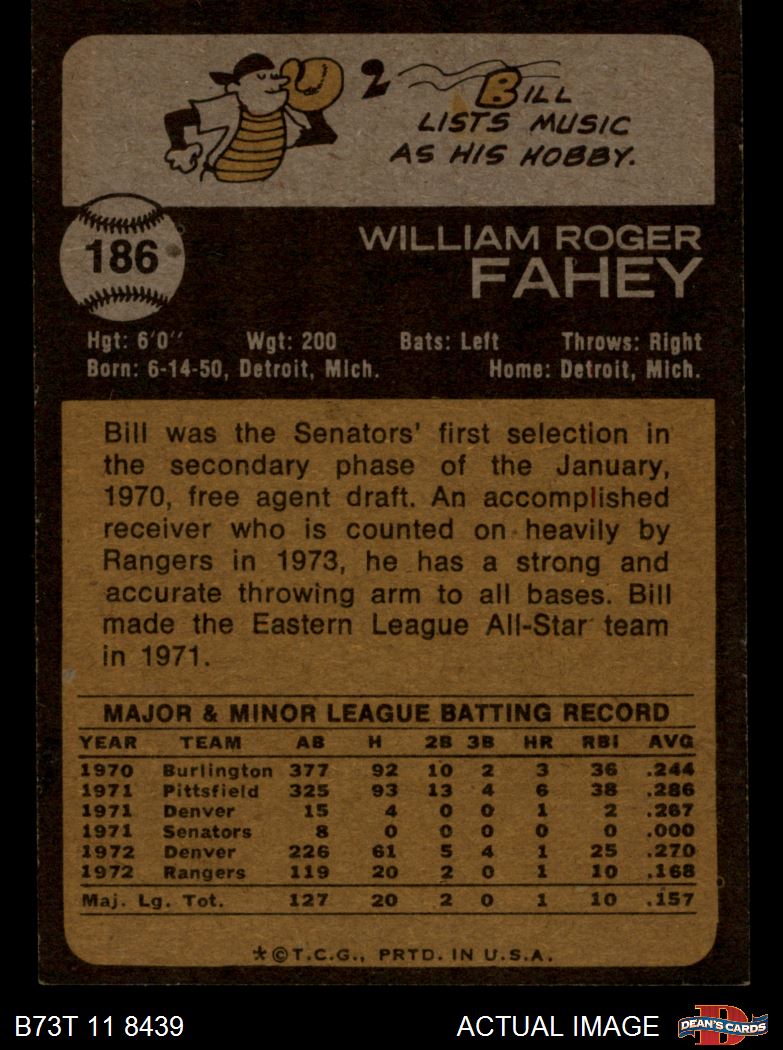 2 BILL
LISTS MUSIC
AS HIS HOBBY.
186
WILLIAM ROGER
FAHEY
Hgt: 6'0'' Wgt: 200 Bats: Left Throws: Right
Born: 6-14-50, Detroit, Mich. Home: Detroit, Mich.
Bill was the Senators' first selection in
the secondary phase of the January,
1970, free agent draft. An accomplished
receiver who is counted on heavily by
Rangers in 1973, he has a strong and
accurate throwing arm to all bases. Bill
made the Eastern League All-Star team
in 1971.
MAJOR & MINOR LEAGUE BATTING RECORD
YEAR TEAM AB H 2B 3B HR RBI AVG
1970 Burlington 377 92 10 2 3 36 .244
1971 Pittsfield 325 93 13 4 6 38 .286
1971 Denver 15 4 0 0 1 2 .267
1971 Senators 8 0 0 0 0 0 .000
1972 Denver 226 61 5 4 1 25 .270
1972 Rangers 119 20 2 0 1 10 .168
Maj. Lg. Tot. 127 20 2 0 1 10 .157
*©T.C.G., PRTD. IN U.S.A.
B73T 11 8439 ACTUAL IMAGE D DEAN'S CARDS